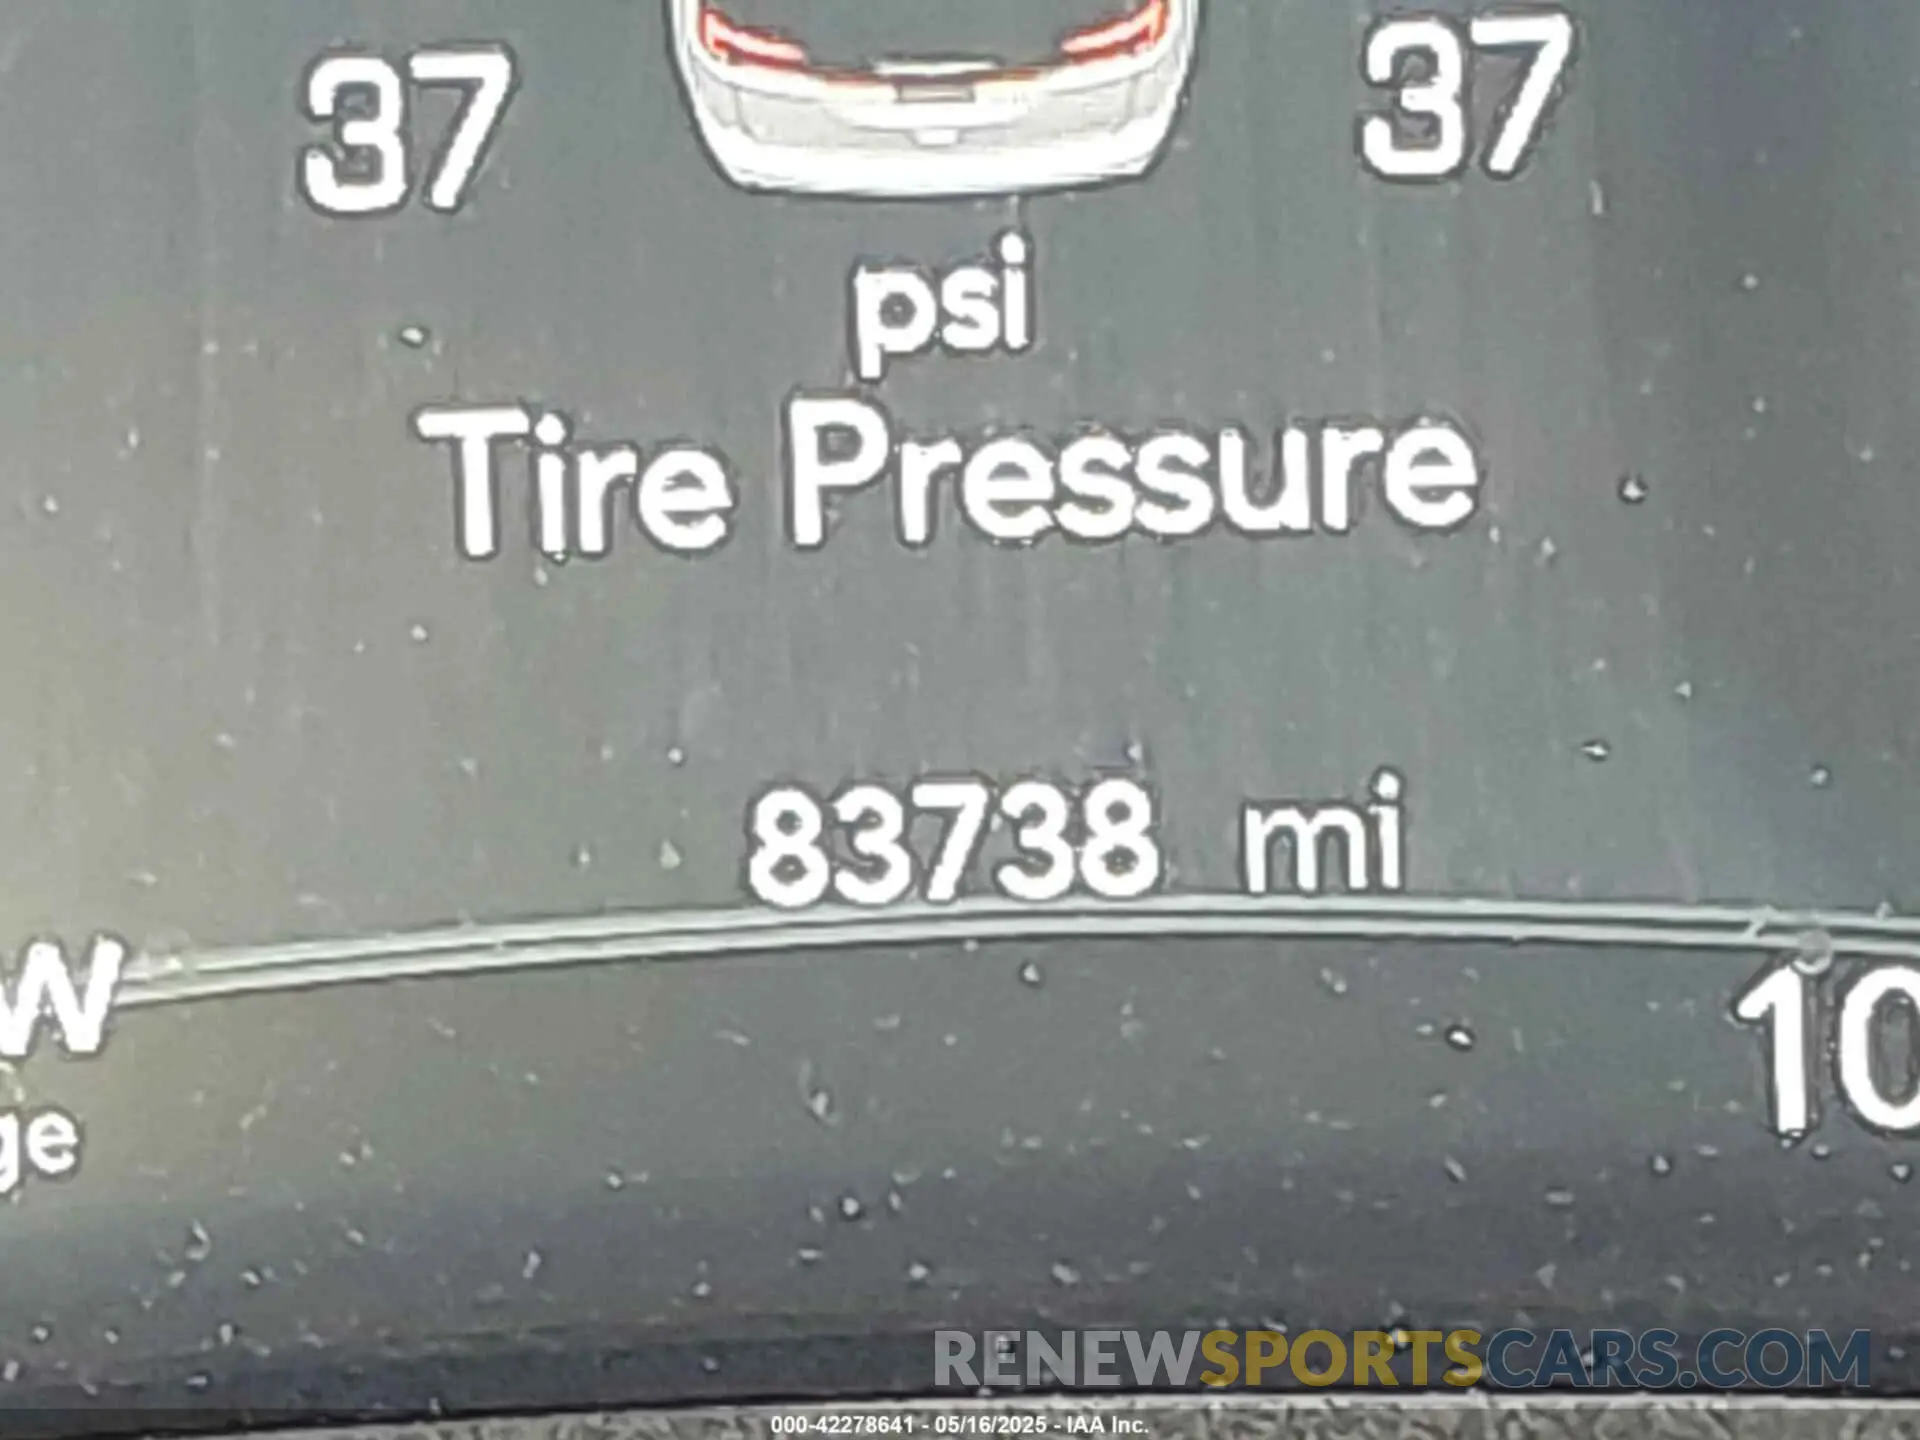 37 37
psi
Tire Pressure
83738 mi
W 10
ge
RENEWSPORTSCARS.COM
000-42278641 - 05/16/2025 - IAA Inc.